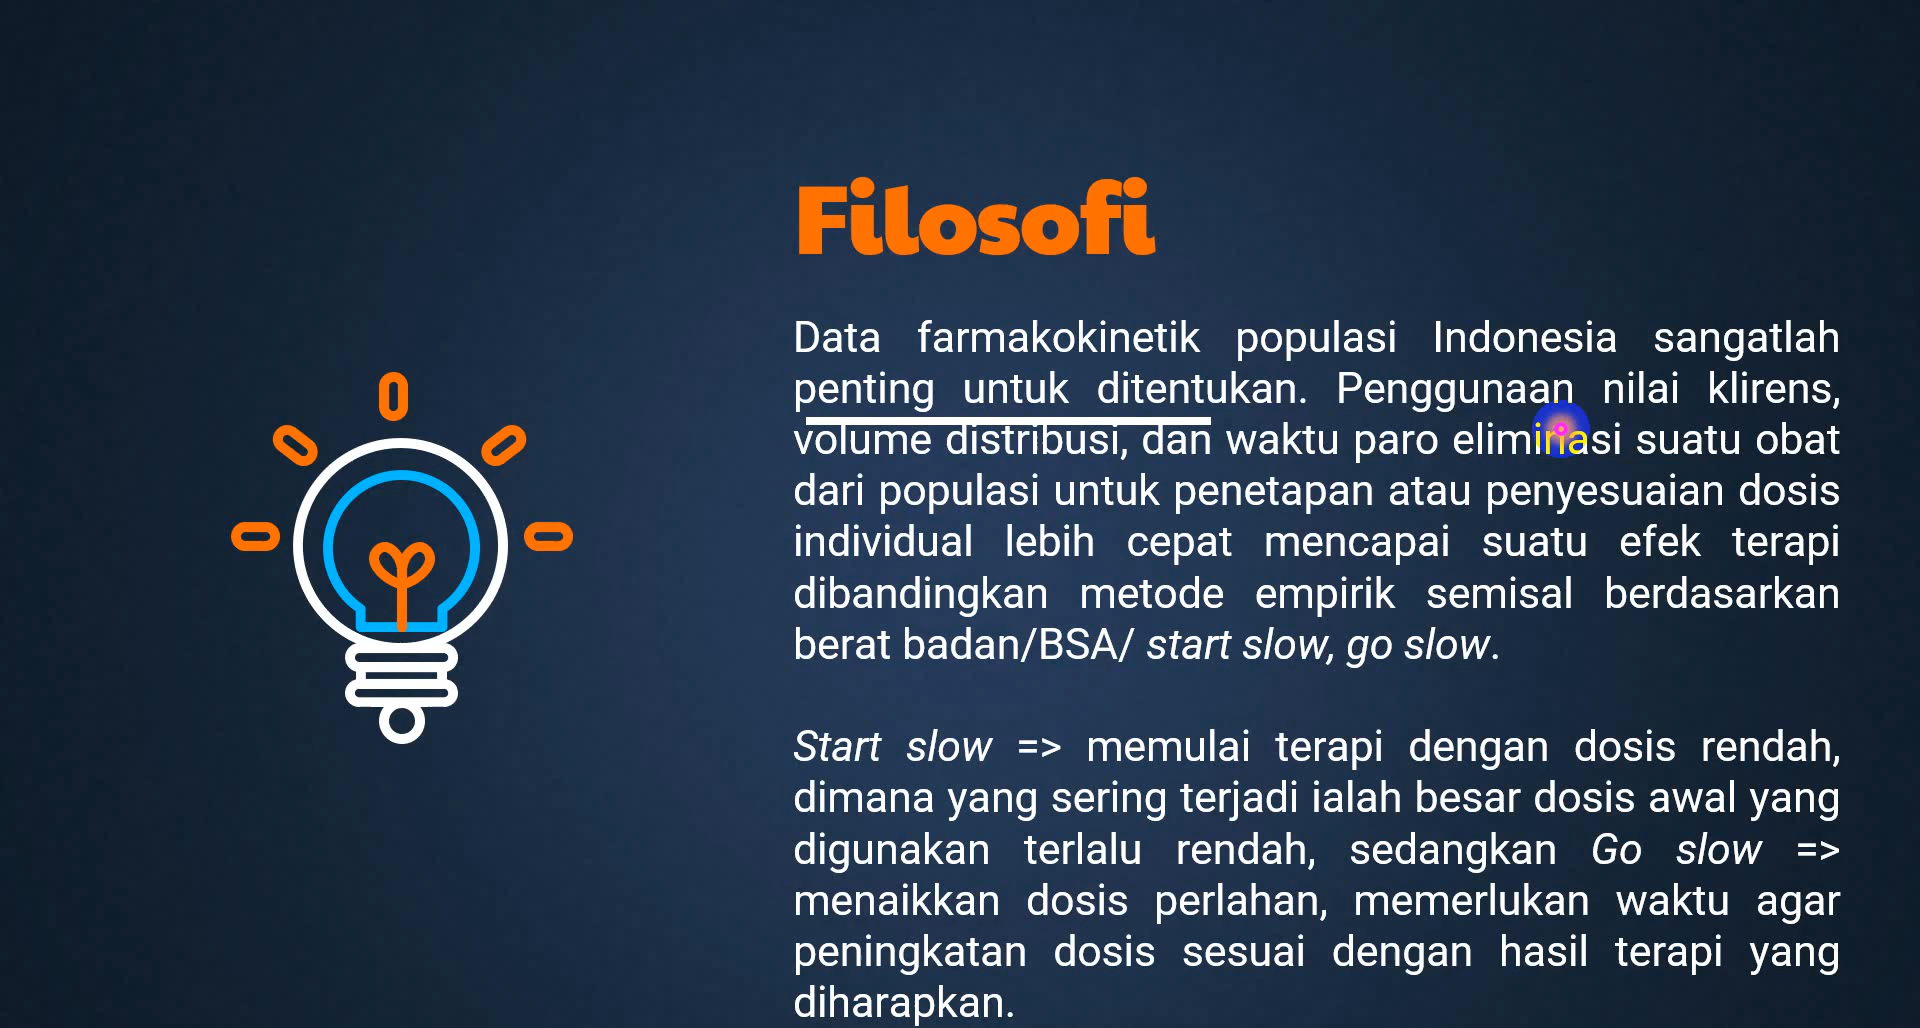 Filosofi
Data farmakokinetik populasi Indonesia sangatlah
penting untuk ditentukan. Penggunaan nilai klirens,
volume distribusi, dan waktu paro eliminasi suatu obat
dari populasi untuk penetapan atau penyesuaian dosis
individual lebih cepat mencapai suatu efek terapi
dibandingkan metode empirik semisal berdasarkan
berat badan/BSA/ start slow, go slow.
Start slow => memulai terapi dengan dosis rendah,
dimana yang sering terjadi ialah besar dosis awal yang
digunakan terlalu rendah, sedangkan Go slow =>
menaikkan dosis perlahan, memerlukan waktu agar
peningkatan dosis sesuai dengan hasil terapi yang
diharapkan.